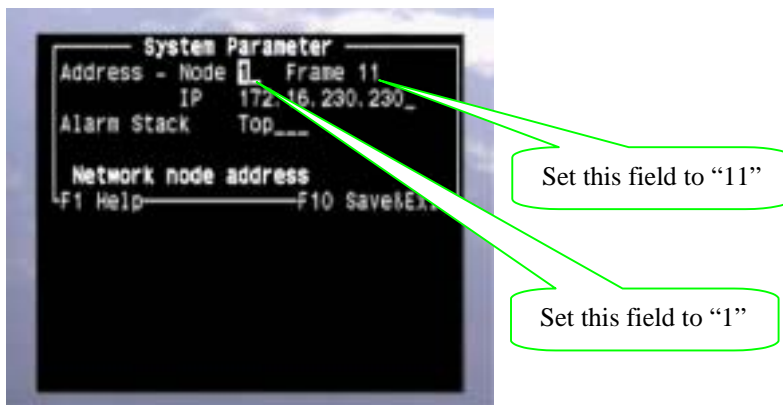 System Parameter
Address - Node 1_ Frame 11
IP 172.16.230.230_
Alarm Stack Top___
Network node address
F1 Help F10 Save&Ex
Set this field to “11”
Set this field to “1”